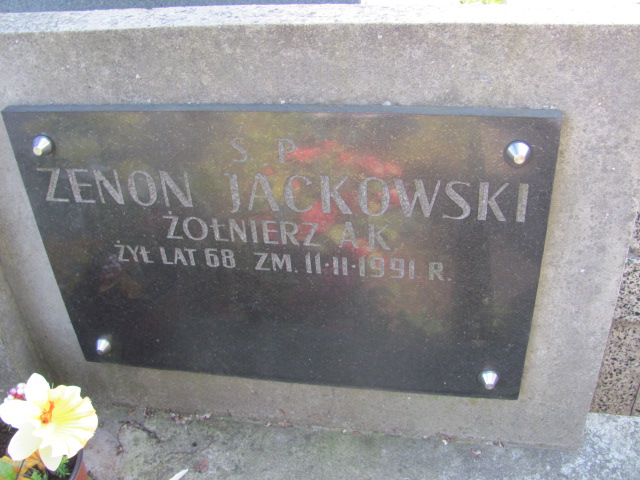 Ś. P.
ZENON JACKOWSKI
ŻOŁNIERZ A.K.
ŻYŁ LAT 68 ZM. 11-11-1991 R.